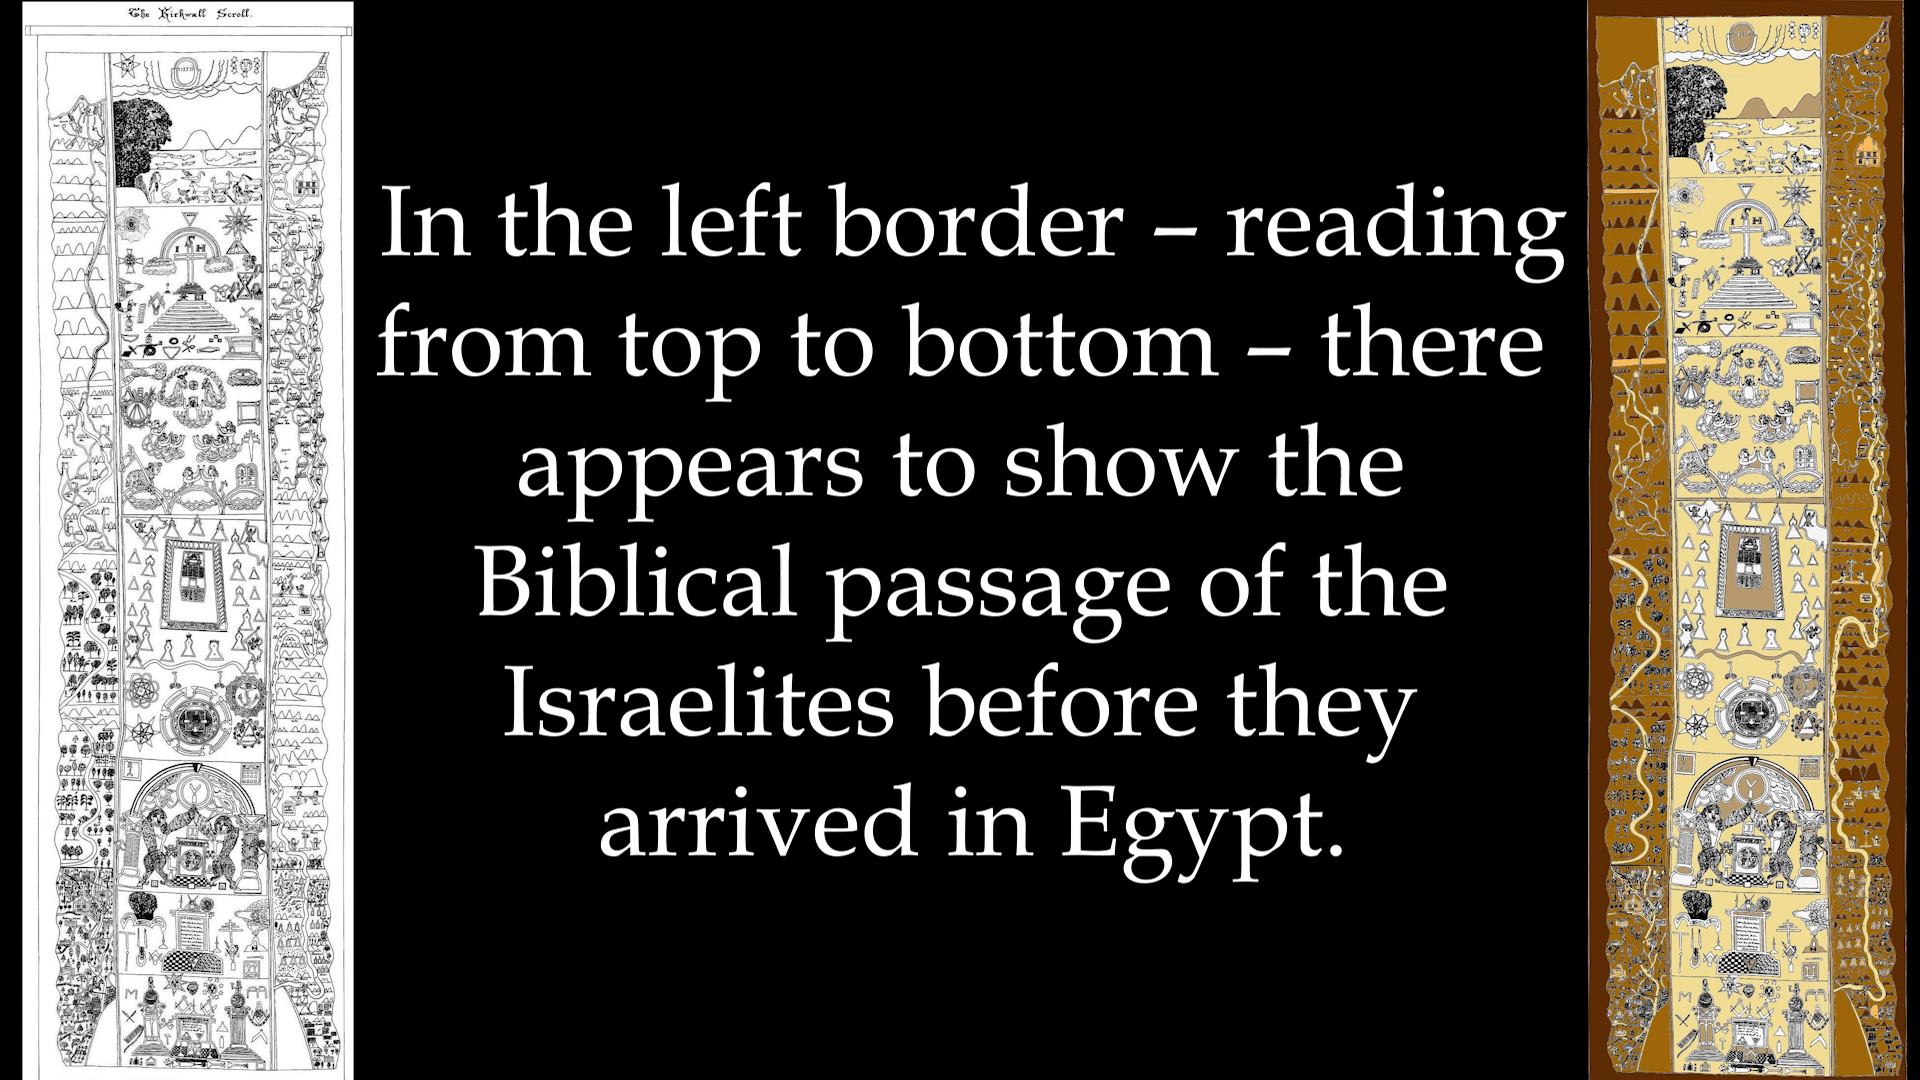 The Kirkwall Scroll.
In the left border – reading
from top to bottom – there
appears to show the
Biblical passage of the
Israelites before they
arrived in Egypt.
I H
I H